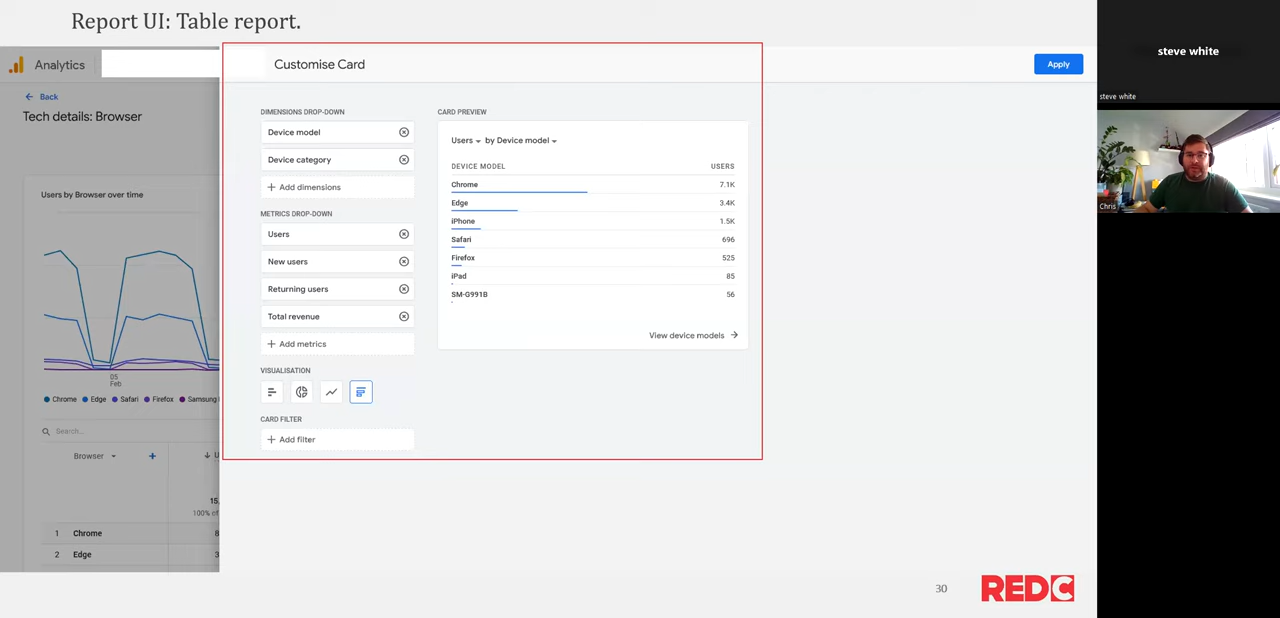 Report UI: Table report.
Analytics
Back
Tech details: Browser
Users by Browser over time
05
Feb
Chrome Edge Safari Firefox Samsung
Search...
Browser
100% of
1 Chrome 8
2 Edge 3
Customise Card
Apply
DIMENSIONS DROP-DOWN
Device model
Device category
Add dimensions
METRICS DROP-DOWN
Users
New users
Returning users
Total revenue
Add metrics
VISUALISATION
CARD FILTER
Add filter
CARD PREVIEW
Users by Device model
DEVICE MODEL USERS
Chrome 7.1K
Edge 3.4K
iPhone 1.5K
Safari 696
Firefox 525
iPad 85
SM-G991B 56
View device models
30
REDC
steve white
steve white
Chris